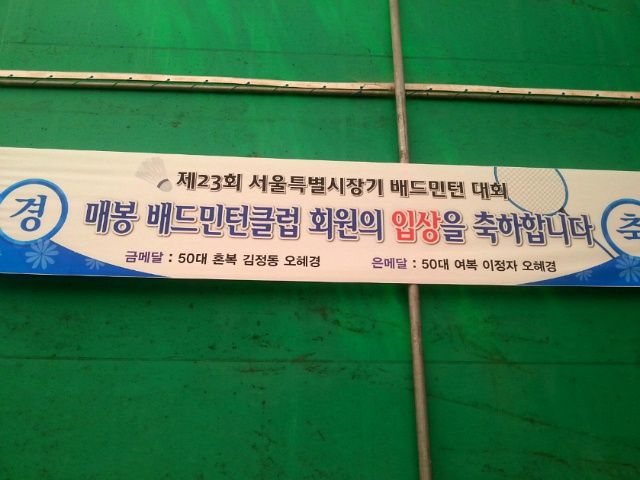 제23회 서울특별시장기 배드민턴 대회
경
매봉 배드민턴클럽 회원의 입상을 축하합니다
축
금메달 : 50대 혼복 김정동 오혜경
은메달 : 50대 여복 이정자 오혜경